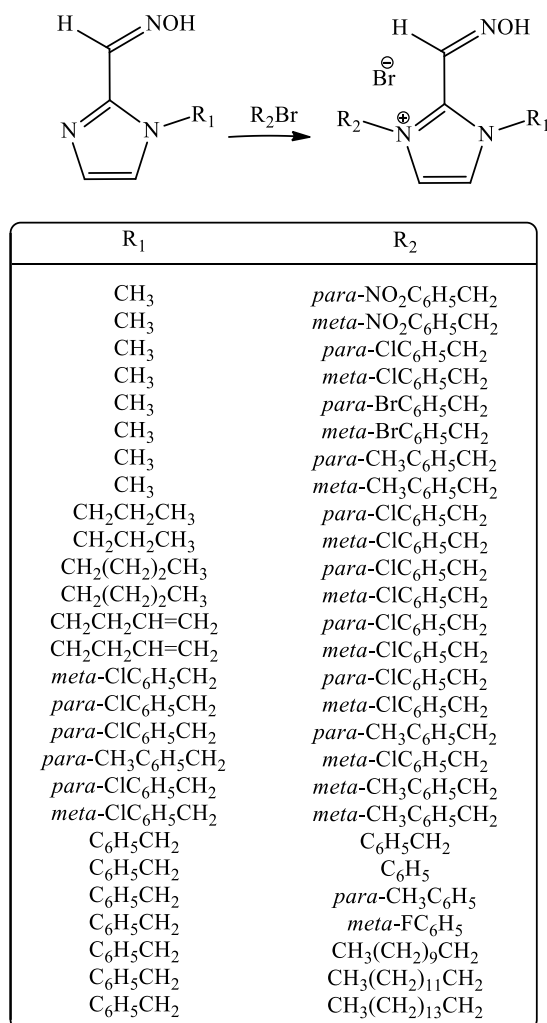 H NOH H NOH
Br⊖
N N R₁ R₂Br R₂ N⊕ N R₁
R₁ R₂
CH₃ para-NO₂C₆H₅CH₂
CH₃ meta-NO₂C₆H₅CH₂
CH₃ para-ClC₆H₅CH₂
CH₃ meta-ClC₆H₅CH₂
CH₃ para-BrC₆H₅CH₂
CH₃ meta-BrC₆H₅CH₂
CH₃ para-CH₃C₆H₅CH₂
CH₃ meta-CH₃C₆H₅CH₂
CH₂CH₂CH₃ para-ClC₆H₅CH₂
CH₂CH₂CH₃ meta-ClC₆H₅CH₂
CH₂(CH₂)₂CH₃ para-ClC₆H₅CH₂
CH₂(CH₂)₂CH₃ meta-ClC₆H₅CH₂
CH₂CH₂CH=CH₂ para-ClC₆H₅CH₂
CH₂CH₂CH=CH₂ meta-ClC₆H₅CH₂
meta-ClC₆H₅CH₂ para-ClC₆H₅CH₂
para-ClC₆H₅CH₂ meta-ClC₆H₅CH₂
para-ClC₆H₅CH₂ para-CH₃C₆H₅CH₂
para-CH₃C₆H₅CH₂ meta-ClC₆H₅CH₂
para-ClC₆H₅CH₂ meta-CH₃C₆H₅CH₂
meta-ClC₆H₅CH₂ meta-CH₃C₆H₅CH₂
C₆H₅CH₂ C₆H₅CH₂
C₆H₅CH₂ C₆H₅
C₆H₅CH₂ para-CH₃C₆H₅
C₆H₅CH₂ meta-FC₆H₅
C₆H₅CH₂ CH₃(CH₂)₉CH₂
C₆H₅CH₂ CH₃(CH₂)₁₁CH₂
C₆H₅CH₂ CH₃(CH₂)₁₃CH₂